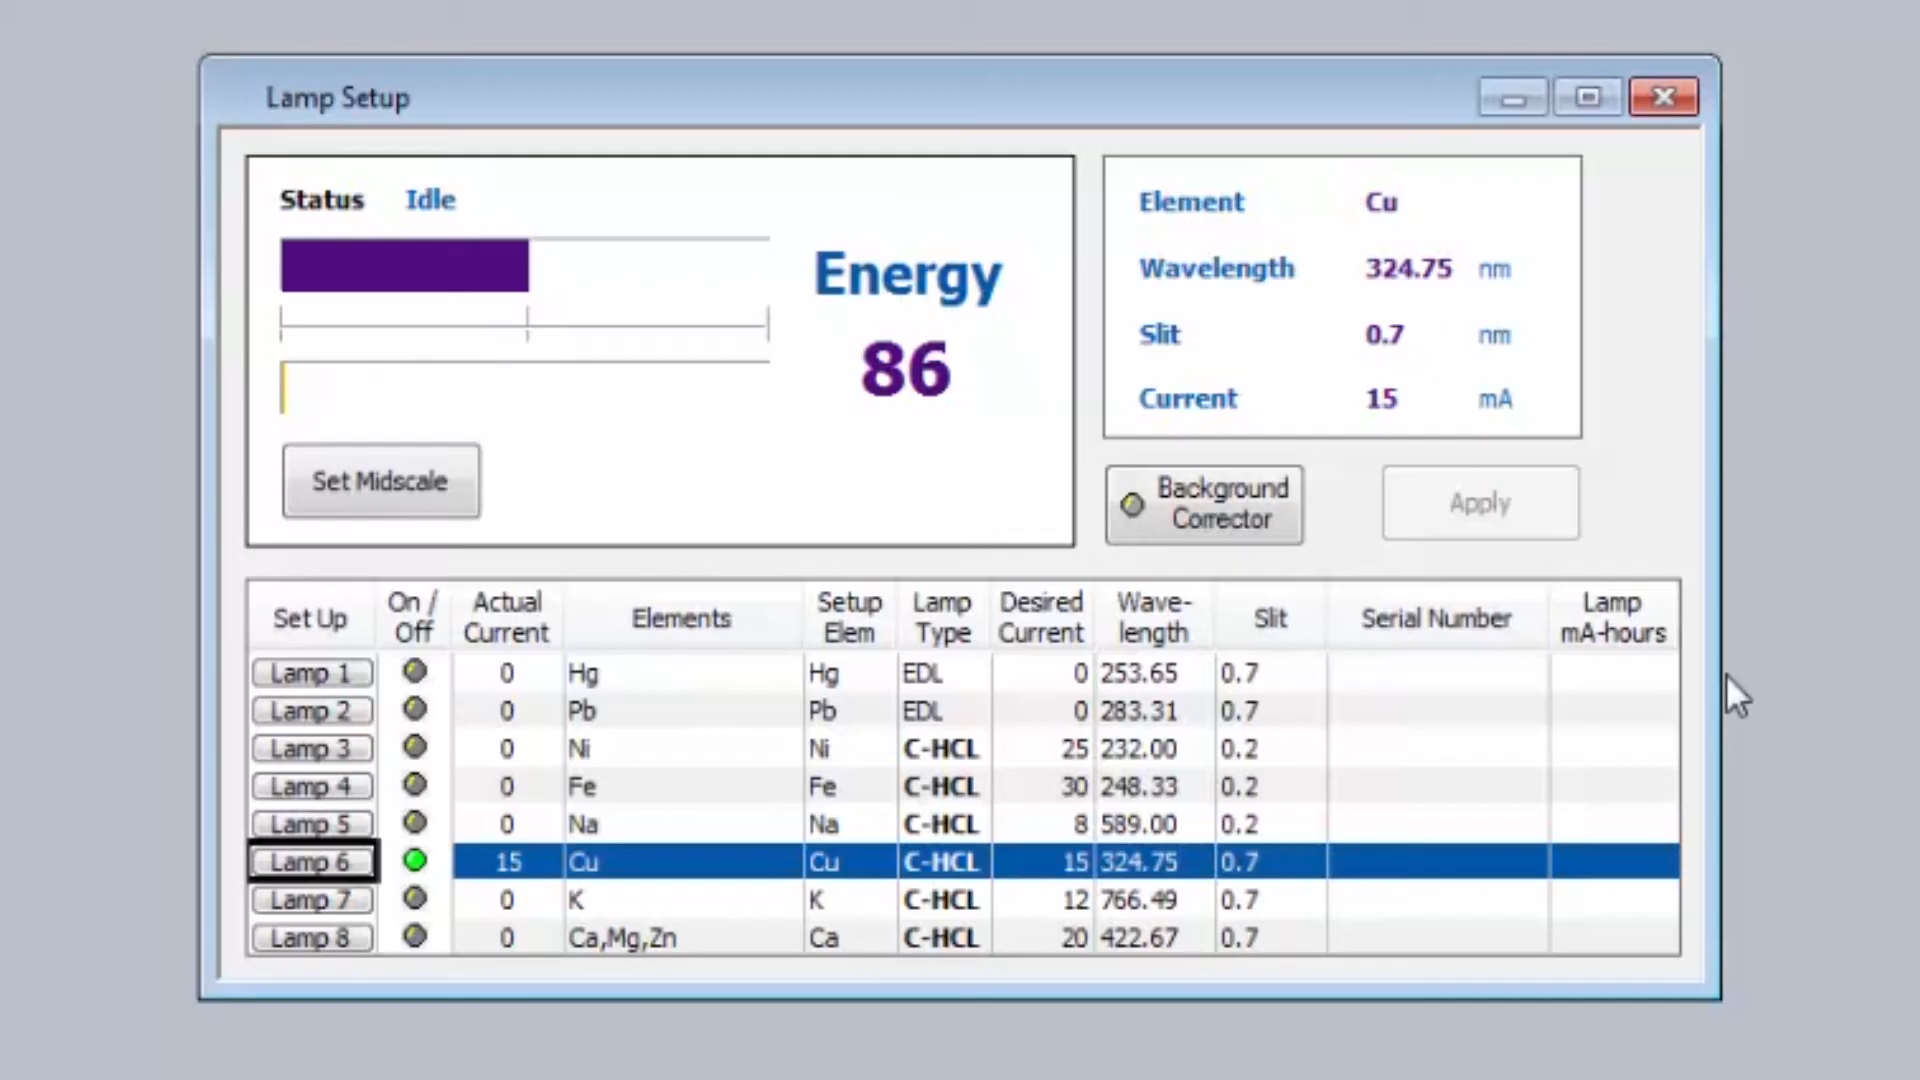 Lamp Setup
Status Idle
Energy
86
Set Midscale
Element Cu
Wavelength 324.75 nm
Slit 0.7 nm
Current 15 mA
Background
Corrector
Apply
Set Up On / Off Actual Current Elements Setup Elem Lamp Type Desired Current Wave-length Slit Serial Number Lamp mA-hours
Lamp 1 0 Hg Hg EDL 0 253.65 0.7
Lamp 2 0 Pb Pb EDL 0 283.31 0.7
Lamp 3 0 Ni Ni C-HCL 25 232.00 0.2
Lamp 4 0 Fe Fe C-HCL 30 248.33 0.2
Lamp 5 0 Na Na C-HCL 8 589.00 0.2
Lamp 6 15 Cu Cu C-HCL 15 324.75 0.7
Lamp 7 0 K K C-HCL 12 766.49 0.7
Lamp 8 0 Ca,Mg,Zn Ca C-HCL 20 422.67 0.7